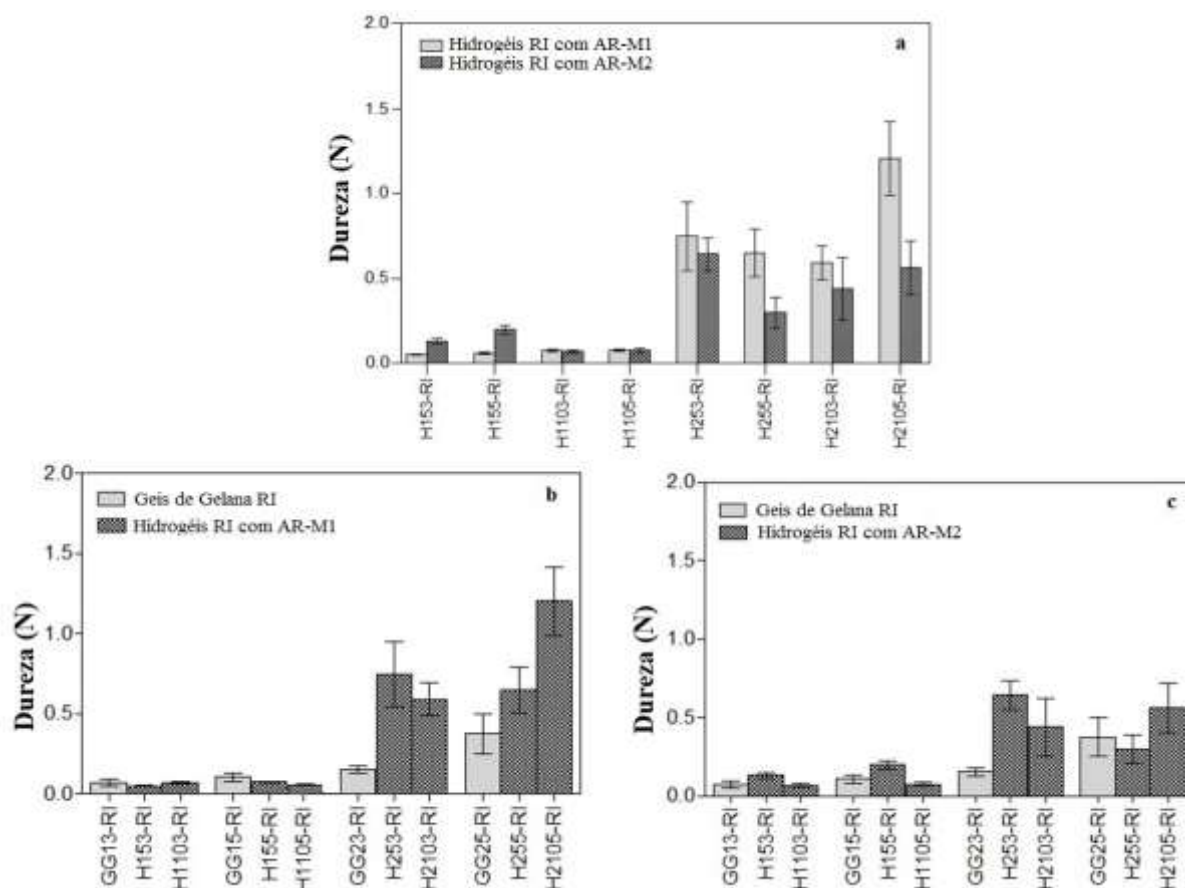 2.0
a
Hidrogéis RI com AR-M1
Hidrogéis RI com AR-M2
1.5
Dureza (N)
1.0
0.5
0.0
H153-RI
H155-RI
H1103-RI
H1105-RI
H253-RI
H255-RI
H2103-RI
H2105-RI
2.0
b
Geis de Gelana RI
Hidrogéis RI com AR-M1
1.5
Dureza (N)
1.0
0.5
0.0
GG13-RI
H153-RI
H1103-RI
GG15-RI
H155-RI
H1105-RI
GG23-RI
H253-RI
H2103-RI
GG25-RI
H255-RI
H2105-RI
2.0
c
Geis de Gelana RI
Hidrogéis RI com AR-M2
1.5
Dureza (N)
1.0
0.5
0.0
GG13-RI
H153-RI
H1103-RI
GG15-RI
H155-RI
H1105-RI
GG23-RI
H253-RI
H2103-RI
GG25-RI
H255-RI
H2105-RI